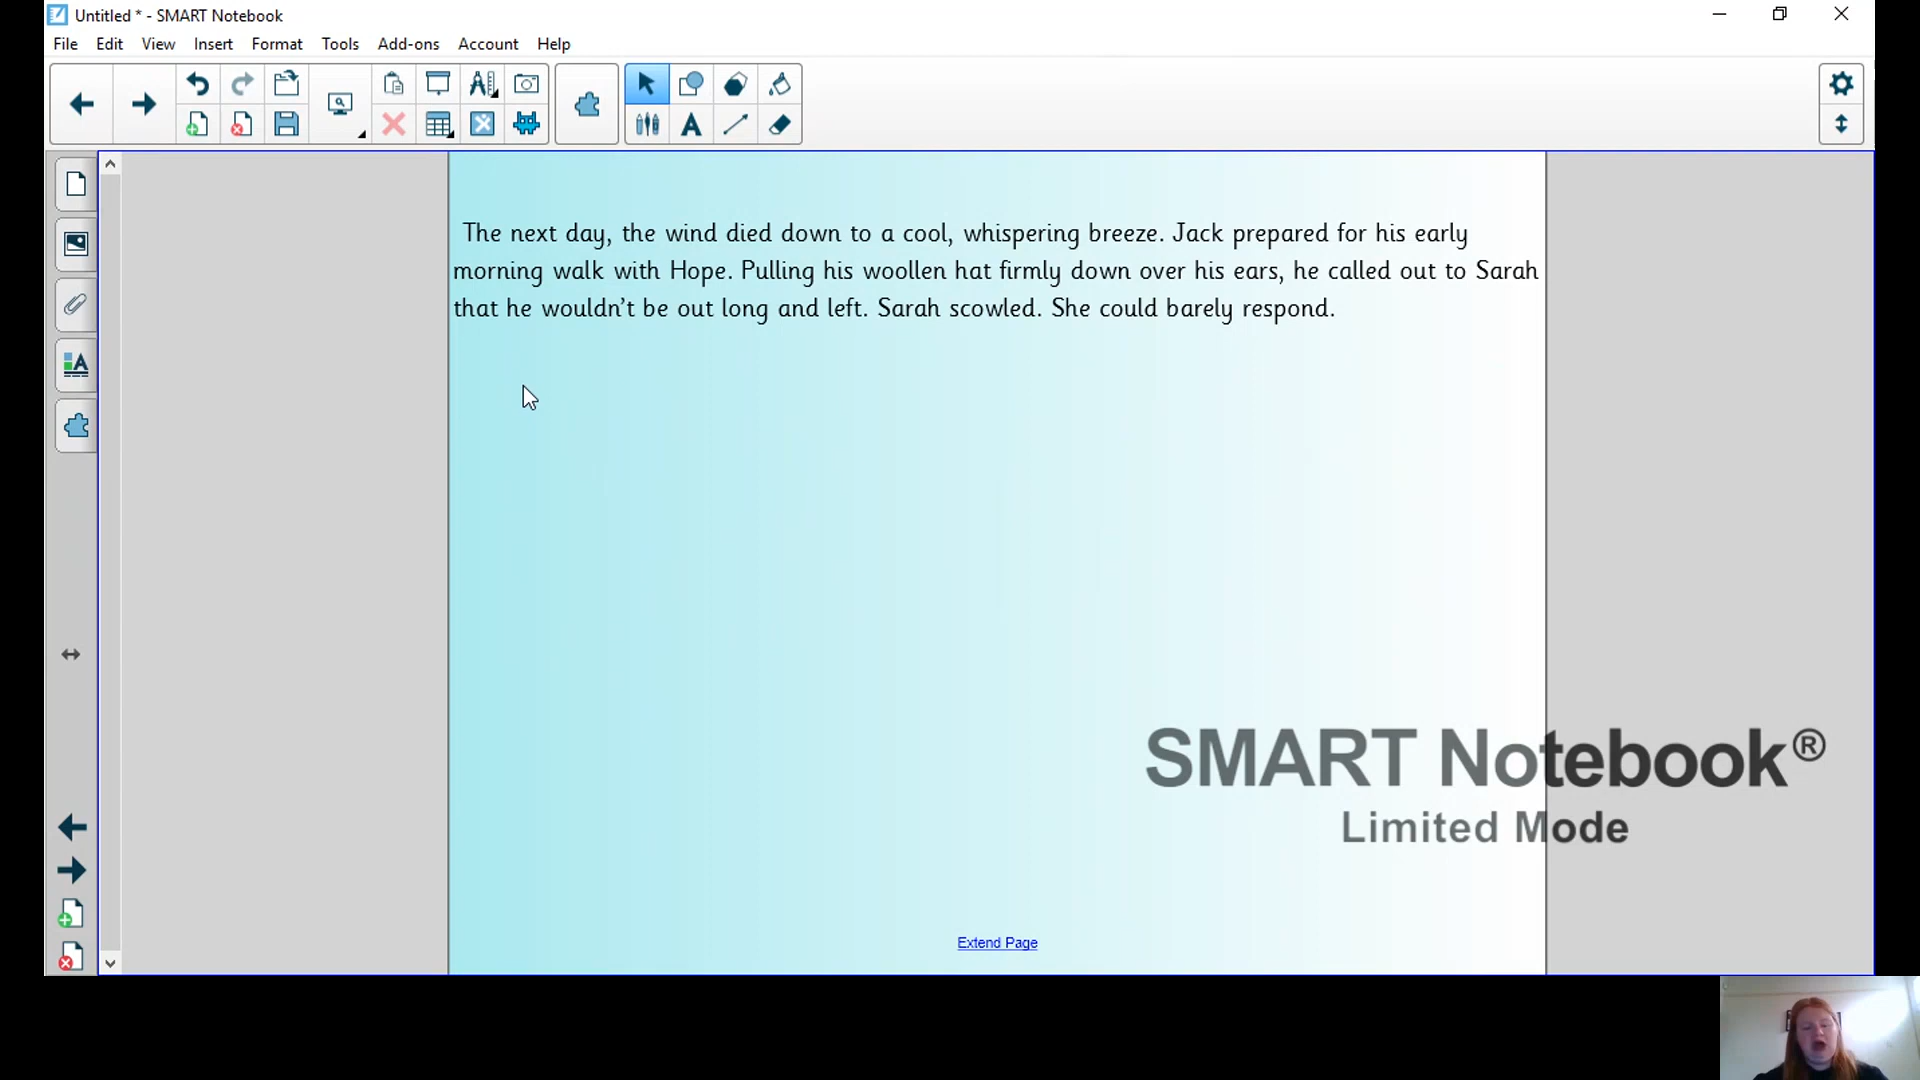 Untitled * - SMART Notebook
File Edit View Insert Format Tools Add-ons Account Help
The next day, the wind died down to a cool, whispering breeze. Jack prepared for his early
morning walk with Hope. Pulling his woollen hat firmly down over his ears, he called out to Sarah
that he wouldn’t be out long and left. Sarah scowled. She could barely respond.
SMART Notebook®
Limited Mode
Extend Page